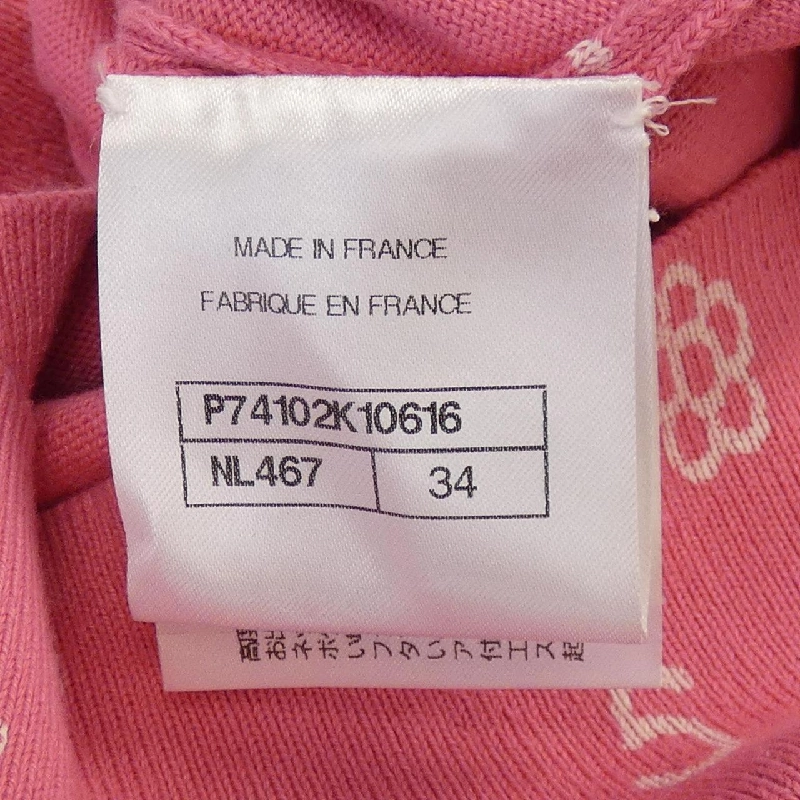 MADE IN FRANCE
FABRIQUE EN FRANCE
P74102K10616
NL467 34